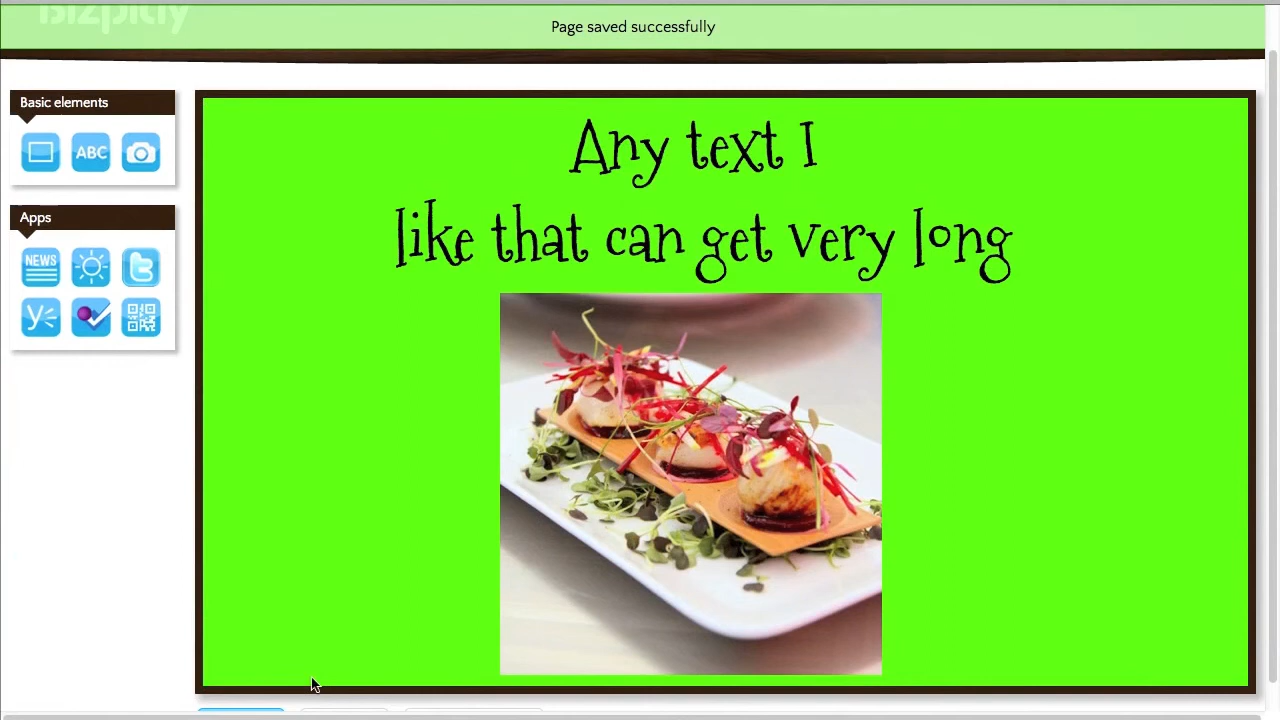 Page saved successfully
Basic elements
ABC
Apps
NEWS
Any text I
like that can get very long